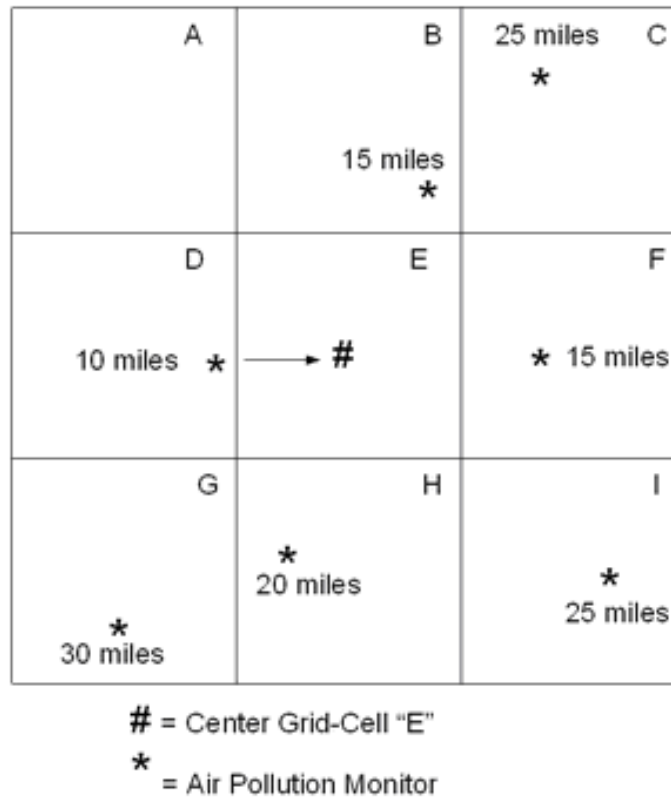 A
B
25 miles
C
15 miles
*
*
D
E
F
10 miles
*
#
*
15 miles
G
H
I
*
20 miles
*
25 miles
*
30 miles
# = Center Grid-Cell “E”
* = Air Pollution Monitor